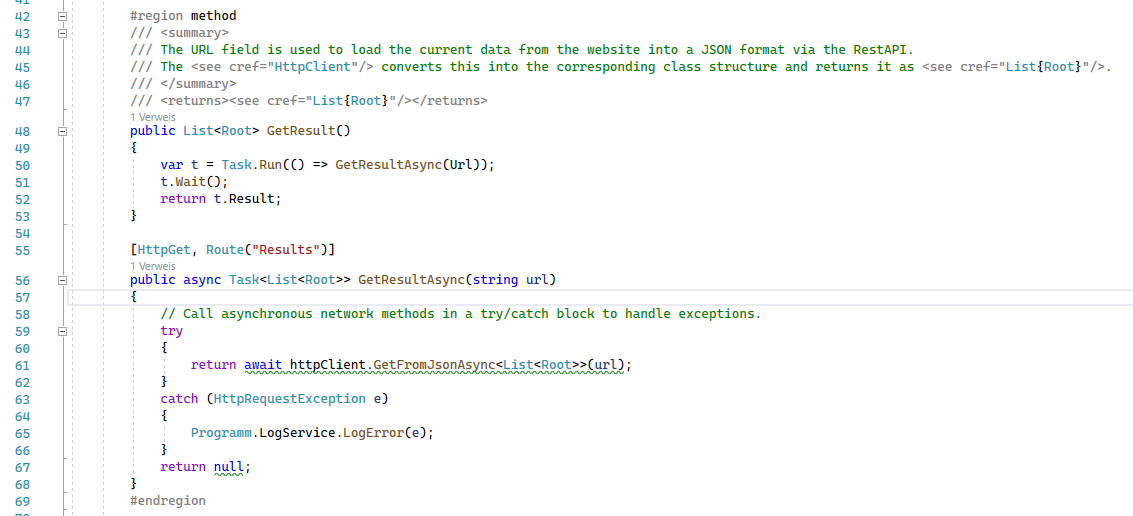 42 #region method
43 /// <summary>
44 /// The URL field is used to load the current data from the website into a JSON format via the RestAPI.
45 /// The <see cref="HttpClient"/> converts this into the corresponding class structure and returns it as <see cref="List{Root}"/>.
46 /// </summary>
47 /// <returns><see cref="List{Root}"/></returns>
1 Verweis
48 public List<Root> GetResult()
49 {
50 var t = Task.Run(() => GetResultAsync(Url));
51 t.Wait();
52 return t.Result;
53 }
54
55 [HttpGet, Route("Results")]
1 Verweis
56 public async Task<List<Root>> GetResultAsync(string url)
57 {
58 // Call asynchronous network methods in a try/catch block to handle exceptions.
59 try
60 {
61 return await httpClient.GetFromJsonAsync<List<Root>>(url);
62 }
63 catch (HttpRequestException e)
64 {
65 Programm.LogService.LogError(e);
66 }
67 return null;
68 }
69 #endregion